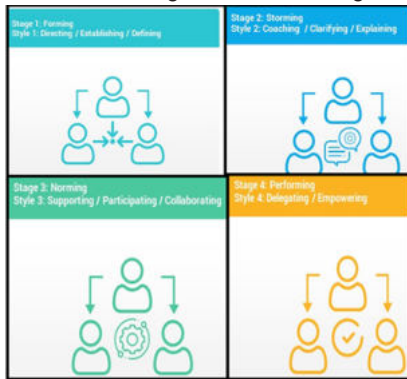 Stage 1: Forming
Style 1: Directing / Establishing / Defining
Stage 2: Storming
Style 2: Coaching / Clarifying / Explaining
Stage 3: Norming
Style 3: Supporting / Participating / Collaborating
Stage 4: Performing
Style 4: Delegating / Empowering